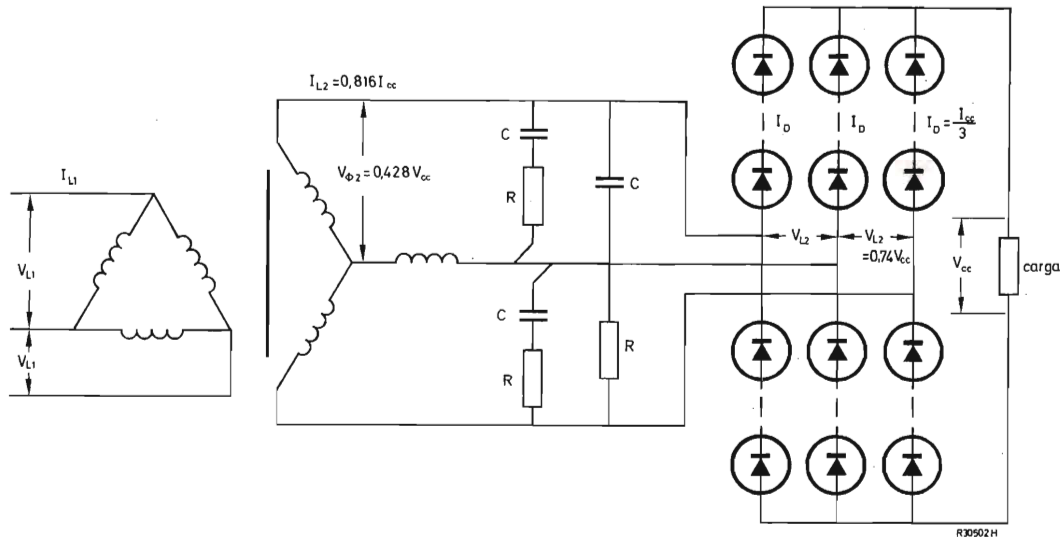 I_L1
V_L1
V_L1
I_L2 = 0,816 I_cc
V_Φ2 = 0,428 V_cc
C
R
C
R
C
R
I_D
I_D
I_D = I_cc/3
V_L2
V_L2
= 0,74 V_cc
V_cc
carga
R30502H